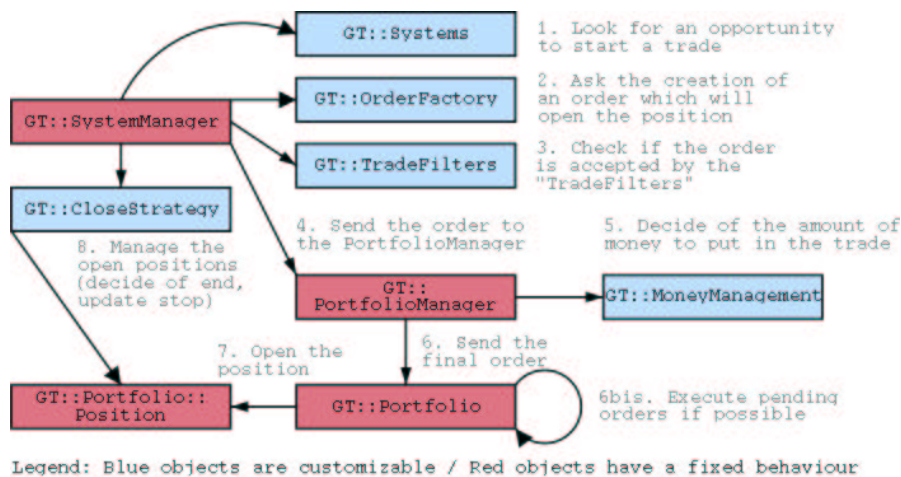 GT::Systems
1. Look for an opportunity
to start a trade
GT::OrderFactory
2. Ask the creation of
an order which will
open the position
GT::SystemManager
GT::TradeFilters
3. Check if the order
is accepted by the
"TradeFilters"
GT::CloseStrategy
4. Send the order to
the PortfolioManager
5. Decide of the amount of
money to put in the trade
8. Manage the
open positions
(decide of end,
update stop)
GT::
PortfolioManager
GT::MoneyManagement
6. Send the
final order
7. Open the
position
GT::Portfolio::
Position
GT::Portfolio
6bis. Execute pending
orders if possible
Legend: Blue objects are customizable / Red objects have a fixed behaviour